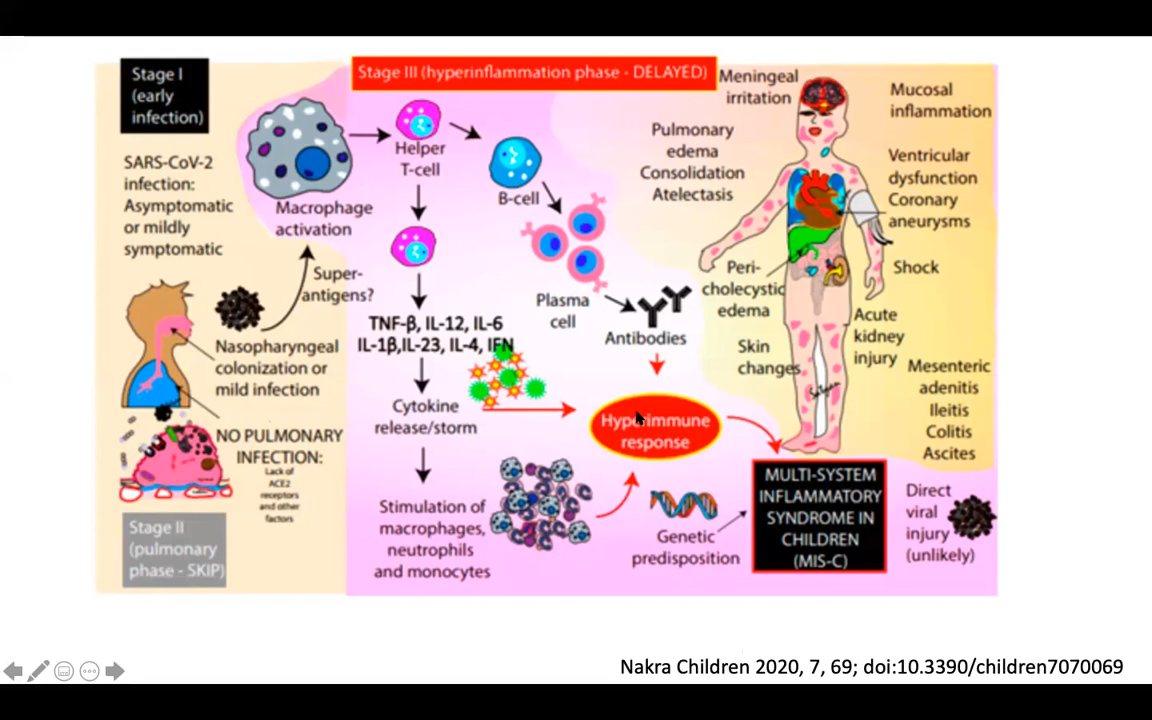 Stage I
(early
infection)
SARS-CoV-2
infection:
Asymptomatic
or mildly
symptomatic
Nasopharyngeal
colonization or
mild infection
NO PULMONARY
INFECTION:
Lack of
ACE2
receptors
and other
factors
Stage II
(pulmonary
phase - SKIP)
Stage III (hyperinflammation phase - DELAYED)
Macrophage
activation
Super-
antigens?
Helper
T-cell
B-cell
Plasma
cell
Antibodies
TNF-β, IL-12, IL-6
IL-1β,IL-23, IL-4, IFN
Cytokine
release/storm
Stimulation of
macrophages,
neutrophils
and monocytes
Hyperimmune
response
Genetic
predisposition
MULTI-SYSTEM
INFLAMMATORY
SYNDROME IN
CHILDREN
(MIS-C)
Meningeal
irritation
Pulmonary
edema
Consolidation
Atelectasis
Peri-
cholecystic
edema
Skin
changes
Mucosal
inflammation
Ventricular
dysfunction
Coronary
aneurysms
Shock
Acute
kidney
injury
Mesenteric
adenitis
Ileitis
Colitis
Ascites
Direct
viral
injury
(unlikely)
Nakra Children 2020, 7, 69; doi:10.3390/children7070069